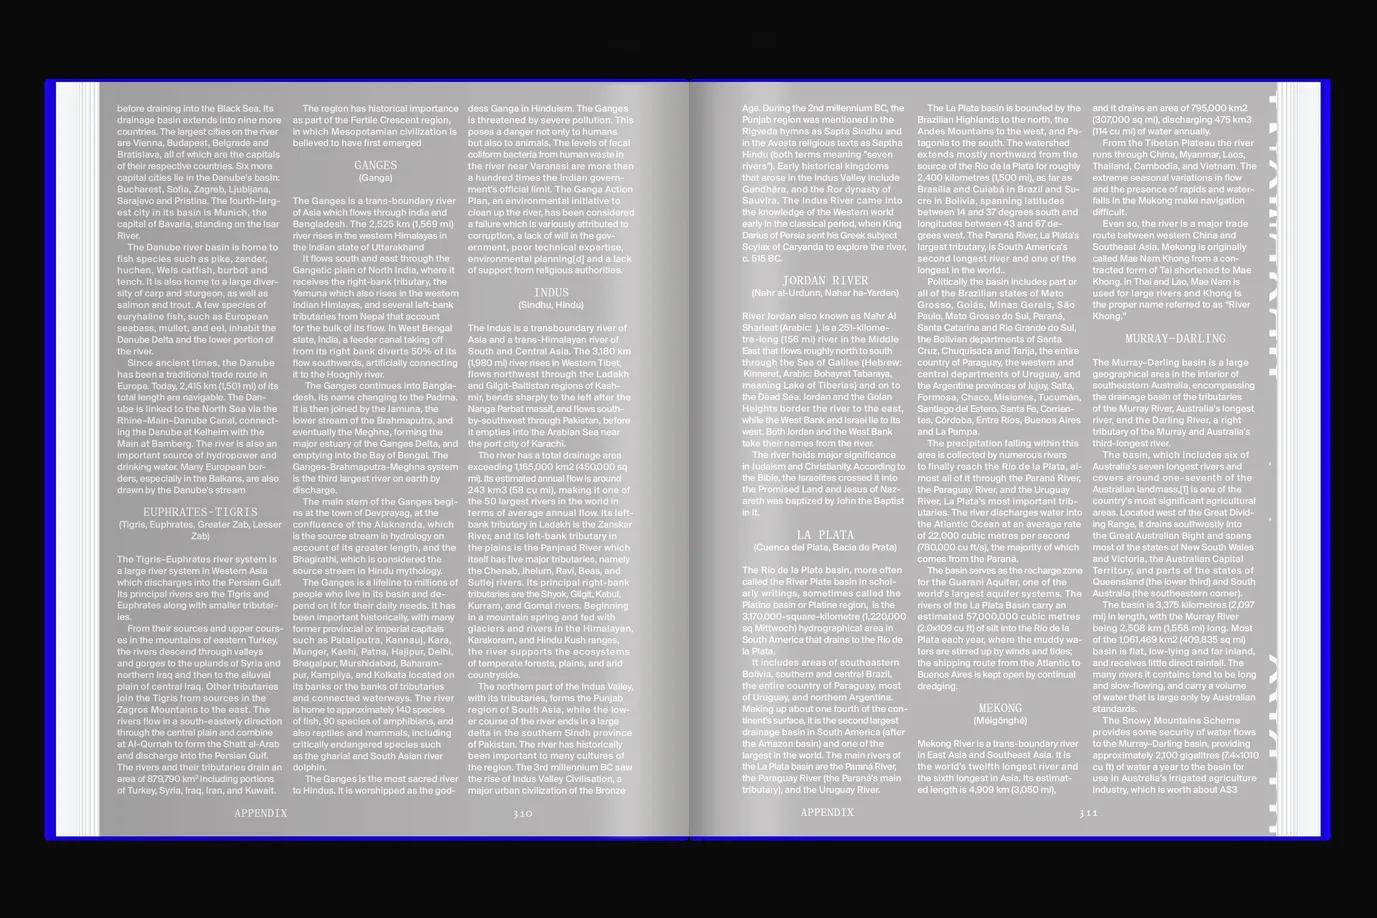 before draining into the Black Sea. Its
drainage basin extends into nine more
countries. The largest cities on the river
are Vienna, Budapest, Belgrade and
Bratislava, all of which are the capitals
of their respective countries. Six more
capital cities lie in the Danube's basin:
Bucharest, Sofia, Zagreb, Ljubljana,
Sarajevo and Pristina. The fourth-larg-
est city in its basin is Munich, the
capital of Bavaria, standing on the Isar
River.
The Danube river basin is home to
fish species such as pike, zander,
huchen, Wels catfish, burbot and
tench. It is also home to a large diver-
sity of carp and sturgeon, as well as
salmon and trout. A few species of
euryhaline fish, such as European
seabass, mullet, and eel, inhabit the
Danube Delta and the lower portion of
the river.
Since ancient times, the Danube
has been a traditional trade route in
Europe. Today, 2,415 km (1,501 mi) of its
total length are navigable. The Dan-
ube is linked to the North Sea via the
Rhine–Main–Danube Canal, connect-
ing the Danube at Kelheim with the
Main at Bamberg. The river is also an
important source of hydropower and
drinking water. Many European bor-
ders, especially in the Balkans, are also
drawn by the Danube's stream
EUPHRATES-TIGRIS
(Tigris, Euphrates, Greater Zab, Lesser
Zab)
The Tigris–Euphrates river system is
a large river system in Western Asia
which discharges into the Persian Gulf.
Its principal rivers are the Tigris and
Euphrates along with smaller tributar-
ies.
From their sources and upper cours-
es in the mountains of eastern Turkey,
the rivers descend through valleys
and gorges to the uplands of Syria and
northern Iraq and then to the alluvial
plain of central Iraq. Other tributaries
join the Tigris from sources in the
Zagros Mountains to the east. The
rivers flow in a south-easterly direction
through the central plain and combine
at Al-Qurnah to form the Shatt al-Arab
and discharge into the Persian Gulf.
The rivers and their tributaries drain an
area of 879,790 km² including portions
of Turkey, Syria, Iraq, Iran, and Kuwait.
The region has historical importance
as part of the Fertile Crescent region,
in which Mesopotamian civilization is
believed to have first emerged
GANGES
(Ganga)
The Ganges is a trans-boundary river
of Asia which flows through India and
Bangladesh. The 2,525 km (1,569 mi)
river rises in the western Himalayas in
the Indian state of Uttarakhand
It flows south and east through the
Gangetic plain of North India, where it
receives the right-bank tributary, the
Yamuna which also rises in the western
Indian Himlayas, and several left-bank
tributaries from Nepal that account
for the bulk of its flow. In West Bengal
state, India, a feeder canal taking off
from its right bank diverts 50% of its
flow southwards, artificially connecting
it to the Hooghly river.
The Ganges continues into Bangla-
desh, its name changing to the Padma.
It is then joined by the Jamuna, the
lower stream of the Brahmaputra, and
eventually the Meghna, forming the
major estuary of the Ganges Delta, and
emptying into the Bay of Bengal. The
Ganges-Brahmaputra-Meghna system
is the third largest river on earth by
discharge.
The main stem of the Ganges begi-
ns at the town of Devprayag, at the
confluence of the Alaknanda, which
is the source stream in hydrology on
account of its greater length, and the
Bhagirathi, which is considered the
source stream in Hindu mythology.
The Ganges is a lifeline to millions of
people who live in its basin and de-
pend on it for their daily needs. It has
been important historically, with many
former provincial or imperial capitals
such as Pataliputra, Kannauj, Kara,
Munger, Kashi, Patna, Hajipur, Delhi,
Bhagalpur, Murshidabad, Baharam-
pur, Kampilya, and Kolkata located on
its banks or the banks of tributaries
and connected waterways. The river
is home to approximately 140 species
of fish, 90 species of amphibians, and
also reptiles and mammals, including
critically endangered species such
as the gharial and South Asian river
dolphin.
The Ganges is the most sacred river
to Hindus. It is worshipped as the god-
dess Ganga in Hinduism. The Ganges
is threatened by severe pollution. This
poses a danger not only to humans
but also to animals. The levels of fecal
coliform bacteria from human waste in
the river near Varanasi are more than
a hundred times the Indian govern-
ment's official limit. The Ganga Action
Plan, an environmental initiative to
clean up the river, has been considered
a failure which is variously attributed to
corruption, a lack of will in the gov-
ernment, poor technical expertise,
environmental planning[d] and a lack
of support from religious authorities.
INDUS
(Sindhu, Hindu)
The Indus is a transboundary river of
Asia and a trans-Himalayan river of
South and Central Asia. The 3,180 km
(1,980 mi) river rises in Western Tibet,
flows northwest through the Ladakh
and Gilgit-Baltistan regions of Kash-
mir, bends sharply to the left after the
Nanga Parbat massif, and flows south-
by-southwest through Pakistan, before
it empties into the Arabian Sea near
the port city of Karachi.
The river has a total drainage area
exceeding 1,165,000 km2 (450,000 sq
mi). Its estimated annual flow is around
243 km3 (58 cu mi), making it one of
the 50 largest rivers in the world in
terms of average annual flow. Its left-
bank tributary in Ladakh is the Zanskar
River, and its left-bank tributary in
the plains is the Panjnad River which
itself has five major tributaries, namely
the Chenab, Jhelum, Ravi, Beas, and
Sutlej rivers. Its principal right-bank
tributaries are the Shyok, Gilgit, Kabul,
Kurram, and Gomal rivers. Beginning
in a mountain spring and fed with
glaciers and rivers in the Himalayan,
Karakoram, and Hindu Kush ranges,
the river supports the ecosystems
of temperate forests, plains, and arid
countryside.
The northern part of the Indus Valley,
with its tributaries, forms the Punjab
region of South Asia, while the low-
er course of the river ends in a large
delta in the southern Sindh province
of Pakistan. The river has historically
been important to many cultures of
the region. The 3rd millennium BC saw
the rise of Indus Valley Civilisation, a
major urban civilization of the Bronze
APPENDIX
310
Age. During the 2nd millennium BC, the
Punjab region was mentioned in the
Rigveda hymns as Sapta Sindhu and
in the Avesta religious texts as Saptha
Hindu (both terms meaning "seven
rivers"). Early historical kingdoms
that arose in the Indus Valley include
Gandhāra, and the Ror dynasty of
Sauvīra. The Indus River came into
the knowledge of the Western world
early in the classical period, when King
Darius of Persia sent his Greek subject
Scylax of Caryanda to explore the river,
c. 515 BC.
JORDAN RIVER
(Nahr al-Urdunn, Nahar ha-Yarden)
River Jordan also known as Nahr Al
Sharieat (Arabic: ), is a 251-kilome-
tre-long (156 mi) river in the Middle
East that flows roughly north to south
through the Sea of Galilee (Hebrew:
Kinneret, Arabic: Bohayrat Tabaraya,
meaning Lake of Tiberias) and on to
the Dead Sea. Jordan and the Golan
Heights border the river to the east,
while the West Bank and Israel lie to its
west. Both Jordan and the West Bank
take their names from the river.
The river holds major significance
in Judaism and Christianity. According to
the Bible, the Israelites crossed it into
the Promised Land and Jesus of Naz-
areth was baptized by John the Baptist
in it.
LA PLATA
(Cuenca del Plata, Bacia do Prata)
The Río de la Plata basin, more often
called the River Plate basin in schol-
arly writings, sometimes called the
Platine basin or Platine region, is the
3,170,000-square-kilometre (1,220,000
sq Mittwoch) hydrographical area in
South America that drains to the Río de
la Plata.
It includes areas of southeastern
Bolivia, southern and central Brazil,
the entire country of Paraguay, most
of Uruguay, and northern Argentina.
Making up about one fourth of the con-
tinent's surface, it is the second largest
drainage basin in South America (after
the Amazon basin) and one of the
largest in the world. The main rivers of
the La Plata basin are the Paraná River,
the Paraguay River (the Paraná's main
tributary), and the Uruguay River.
The La Plata basin is bounded by the
Brazilian Highlands to the north, the
Andes Mountains to the west, and Pa-
tagonia to the south. The watershed
extends mostly northward from the
source of the Río de la Plata for roughly
2,400 kilometres (1,500 mi), as far as
Brasília and Cuiabá in Brazil and Su-
cre in Bolivia, spanning latitudes
between 14 and 37 degrees south and
longitudes between 43 and 67 de-
grees west. The Paraná River, La Plata's
largest tributary, is South America's
second longest river and one of the
longest in the world..
Politically the basin includes part or
all of the Brazilian states of Mato
Grosso, Goiás, Minas Gerais, São
Paulo, Mato Grosso do Sul, Paraná,
Santa Catarina and Rio Grande do Sul,
the Bolivian departments of Santa
Cruz, Chuquisaca and Tarija, the entire
country of Paraguay, the western and
central departments of Uruguay, and
the Argentine provinces of Jujuy, Salta,
Formosa, Chaco, Misiones, Tucumán,
Santiago del Estero, Santa Fe, Corrien-
tes, Córdoba, Entre Ríos, Buenos Aires
and La Pampa.
The precipitation falling within this
area is collected by numerous rivers
to finally reach the Río de la Plata, al-
most all of it through the Paraná River,
the Paraguay River, and the Uruguay
River, La Plata's most important trib-
utaries. The river discharges water into
the Atlantic Ocean at an average rate
of 22,000 cubic metres per second
(780,000 cu ft/s), the majority of which
comes from the Paraná.
The basin serves as the recharge zone
for the Guarani Aquifer, one of the
world's largest aquifer systems. The
rivers of the La Plata Basin carry an
estimated 57,000,000 cubic metres
(2.0x109 cu ft) of silt into the Río de la
Plata each year, where the muddy wa-
ters are stirred up by winds and tides;
the shipping route from the Atlantic to
Buenos Aires is kept open by continual
dredging.
MEKONG
(Méigōnghé)
Mekong River is a trans-boundary river
in East Asia and Southeast Asia. It is
the world's twelfth longest river and
the sixth longest in Asia. Its estimat-
ed length is 4,909 km (3,050 mi),
and it drains an area of 795,000 km2
(307,000 sq mi), discharging 475 km3
(114 cu mi) of water annually.
From the Tibetan Plateau the river
runs through China, Myanmar, Laos,
Thailand, Cambodia, and Vietnam. The
extreme seasonal variations in flow
and the presence of rapids and water-
falls in the Mekong make navigation
difficult.
Even so, the river is a major trade
route between western China and
Southeast Asia. Mekong is originally
called Mae Nam Khong from a con-
tracted form of Tai shortened to Mae
Khong. In Thai and Lao, Mae Nam is
used for large rivers and Khong is
the proper name referred to as "River
Khong."
MURRAY-DARLING
The Murray–Darling basin is a large
geographical area in the interior of
southeastern Australia, encompassing
the drainage basin of the tributaries
of the Murray River, Australia's longest
river, and the Darling River, a right
tributary of the Murray and Australia's
third-longest river.
The basin, which includes six of
Australia's seven longest rivers and
covers around one-seventh of the
Australian landmass,[1] is one of the
country's most significant agricultural
areas. Located west of the Great Divid-
ing Range, it drains southwestly into
the Great Australian Bight and spans
most of the states of New South Wales
and Victoria, the Australian Capital
Territory, and parts of the states of
Queensland (the lower third) and South
Australia (the southeastern corner).
The basin is 3,375 kilometres (2,097
mi) in length, with the Murray River
being 2,508 km (1,558 mi) long. Most
of the 1,061,469 km2 (409,835 sq mi)
basin is flat, low-lying and far inland,
and receives little direct rainfall. The
many rivers it contains tend to be long
and slow-flowing, and carry a volume
of water that is large only by Australian
standards.
The Snowy Mountains Scheme
provides some security of water flows
to the Murray–Darling basin, providing
approximately 2,100 gigalitres (7.4×1010
cu ft) of water a year to the basin for
use in Australia's irrigated agriculture
industry, which is worth about A$3
APPENDIX
311